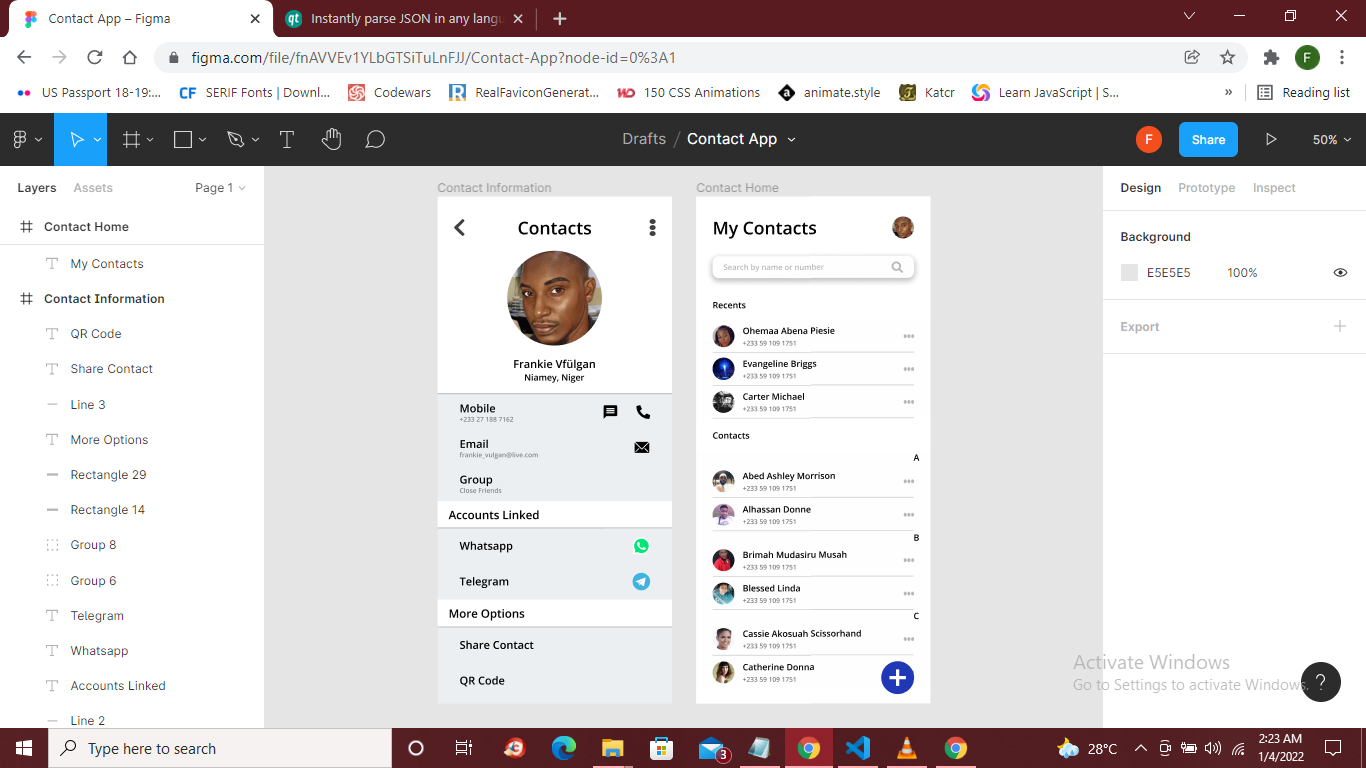 Contact App – Figma
Instantly parse JSON in any langu
figma.com/file/fnAVVEv1YLbGTSiTuLnFJJ/Contact-App?node-id=0%3A1
F
US Passport 18-19:...
CF SERIF Fonts | Downl...
Codewars
RealFaviconGenerat...
150 CSS Animations
animate.style
Katcr
Learn JavaScript | S...
»
Reading list
Drafts / Contact App
F
Share
50%
Layers
Assets
Page 1
Contact Home
My Contacts
Contact Information
QR Code
Share Contact
Line 3
More Options
Rectangle 29
Rectangle 14
Group 8
Group 6
Telegram
Whatsapp
Accounts Linked
Line 2
Contact Information
Contacts
Frankie Vfülgan
Niamey, Niger
Mobile
+233 27 188 7162
Email
frankie_vulgan@live.com
Group
Close Friends
Accounts Linked
Whatsapp
Telegram
More Options
Share Contact
QR Code
Contact Home
My Contacts
Search by name or number
Recents
Ohemaa Abena Piesie
+233 59 109 1751
Evangeline Briggs
+233 59 109 1751
Carter Michael
+233 59 109 1751
Contacts
A
Abed Ashley Morrison
+233 59 109 1751
Alhassan Donne
+233 59 109 1751
B
Brimah Mudasiru Musah
+233 59 109 1751
Blessed Linda
+233 59 109 1751
C
Cassie Akosuah Scissorhand
+233 59 109 1751
Catherine Donna
+233 59 109 1751
Design
Prototype
Inspect
Background
E5E5E5
100%
Export
Activate Windows
Go to Settings to activate Windows.
?
Type here to search
3
28°C
2:23 AM
1/4/2022